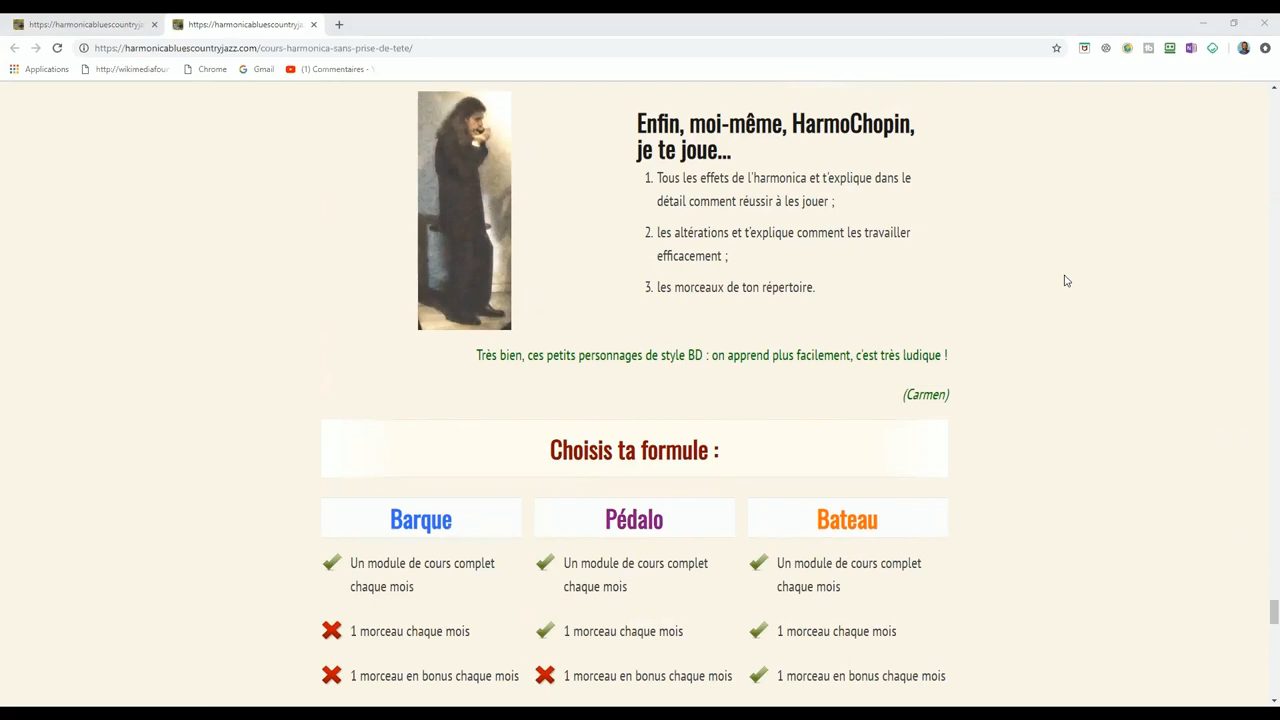 https://harmonicabluescountryja
https://harmonicabluescountryja
https://harmonicabluescountryjazz.com/cours-harmonica-sans-prise-de-tete/
Applications
http://wikimediafou
Chrome
Gmail
(1) Commentaires -
Enfin, moi-même, HarmoChopin,
je te joue...
1. Tous les effets de l'harmonica et t'explique dans le
détail comment réussir à les jouer ;
2. les altérations et t'explique comment les travailler
efficacement ;
3. les morceaux de ton répertoire.
Très bien, ces petits personnages de style BD : on apprend plus facilement, c'est très ludique !
(Carmen)
Choisis ta formule :
Barque
Pédalo
Bateau
Un module de cours complet
chaque mois
Un module de cours complet
chaque mois
Un module de cours complet
chaque mois
1 morceau chaque mois
1 morceau chaque mois
1 morceau chaque mois
1 morceau en bonus chaque mois
1 morceau en bonus chaque mois
1 morceau en bonus chaque mois